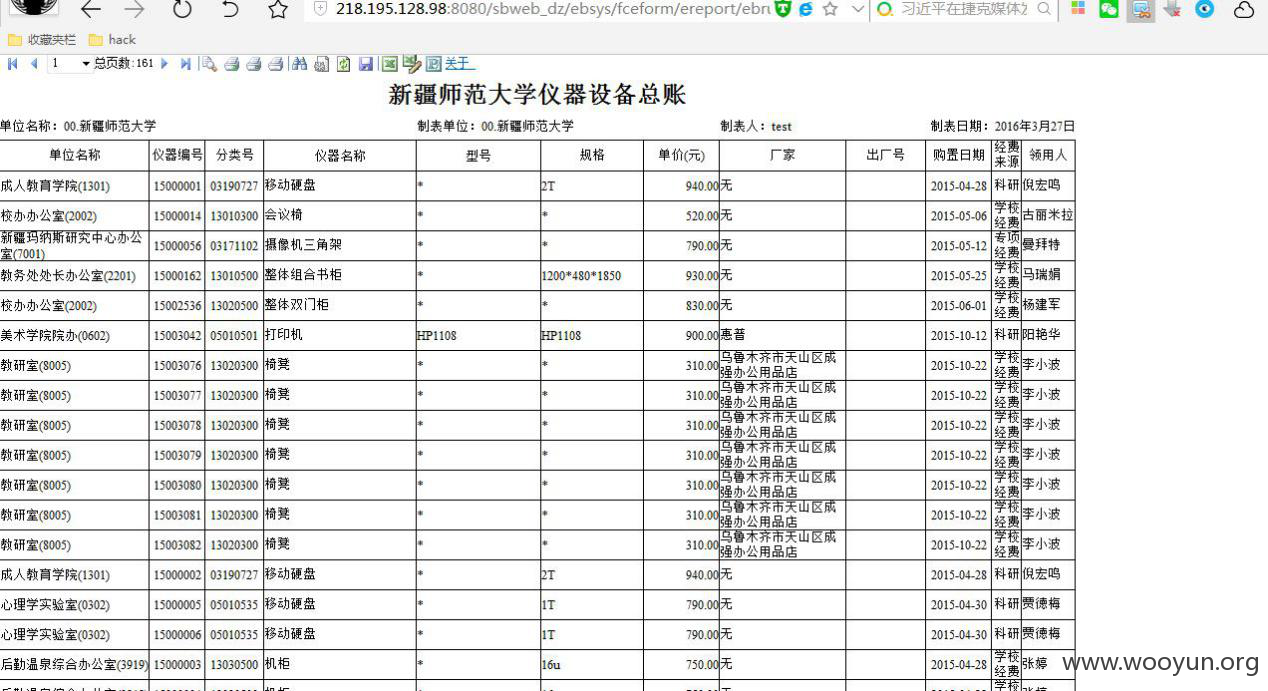 218.195.128.98:8080/sbweb_dz/ebsys/fceform/ereport/ebru
习近平在捷克媒体发
收藏夹栏 hack
1 总页数:161 关于
新疆师范大学仪器设备总账
单位名称：00.新疆师范大学 制表单位：00.新疆师范大学 制表人：test 制表日期：2016年3月27日
单位名称 仪器编号 分类号 仪器名称 型号 规格 单价(元) 厂家 出厂号 购置日期 经费来源 领用人
成人教育学院(1301) 15000001 03190727 移动硬盘 * 2T 940.00 无 2015-04-28 科研 倪宏鸣
校办办公室(2002) 15000014 13010300 会议椅 * * 520.00 无 2015-05-06 学校经费 古丽米拉
新疆玛纳斯研究中心办公室(7001) 15000056 03171102 摄像机三角架 * * 790.00 无 2015-05-12 专项经费 曼拜特
教务处处长办公室(2201) 15000162 13010500 整体组合书柜 * 1200*480*1850 930.00 无 2015-05-25 学校经费 马瑞娟
校办办公室(2002) 15002536 13020500 整体双门柜 * * 830.00 无 2015-06-01 学校经费 杨建军
美术学院院办(0602) 15003042 05010501 打印机 HP1108 HP1108 900.00 惠普 2015-10-12 科研 阳艳华
教研室(8005) 15003076 13020300 椅凳 * * 310.00 乌鲁木齐市天山区成强办公用品店 2015-10-22 学校经费 李小波
教研室(8005) 15003077 13020300 椅凳 * * 310.00 乌鲁木齐市天山区成强办公用品店 2015-10-22 学校经费 李小波
教研室(8005) 15003078 13020300 椅凳 * * 310.00 乌鲁木齐市天山区成强办公用品店 2015-10-22 学校经费 李小波
教研室(8005) 15003079 13020300 椅凳 * * 310.00 乌鲁木齐市天山区成强办公用品店 2015-10-22 学校经费 李小波
教研室(8005) 15003080 13020300 椅凳 * * 310.00 乌鲁木齐市天山区成强办公用品店 2015-10-22 学校经费 李小波
教研室(8005) 15003081 13020300 椅凳 * * 310.00 乌鲁木齐市天山区成强办公用品店 2015-10-22 学校经费 李小波
教研室(8005) 15003082 13020300 椅凳 * * 310.00 乌鲁木齐市天山区成强办公用品店 2015-10-22 学校经费 李小波
成人教育学院(1301) 15000002 03190727 移动硬盘 * 2T 940.00 无 2015-04-28 科研 倪宏鸣
心理学实验室(0302) 15000005 05010535 移动硬盘 * 1T 790.00 无 2015-04-30 科研 贾德梅
心理学实验室(0302) 15000006 05010535 移动硬盘 * 1T 790.00 无 2015-04-30 科研 贾德梅
后勤温泉综合办公室(3919) 15000003 13030500 机柜 * 16u 750.00 无 2015-04-28 学校经费 张婷
www.wooyun.org